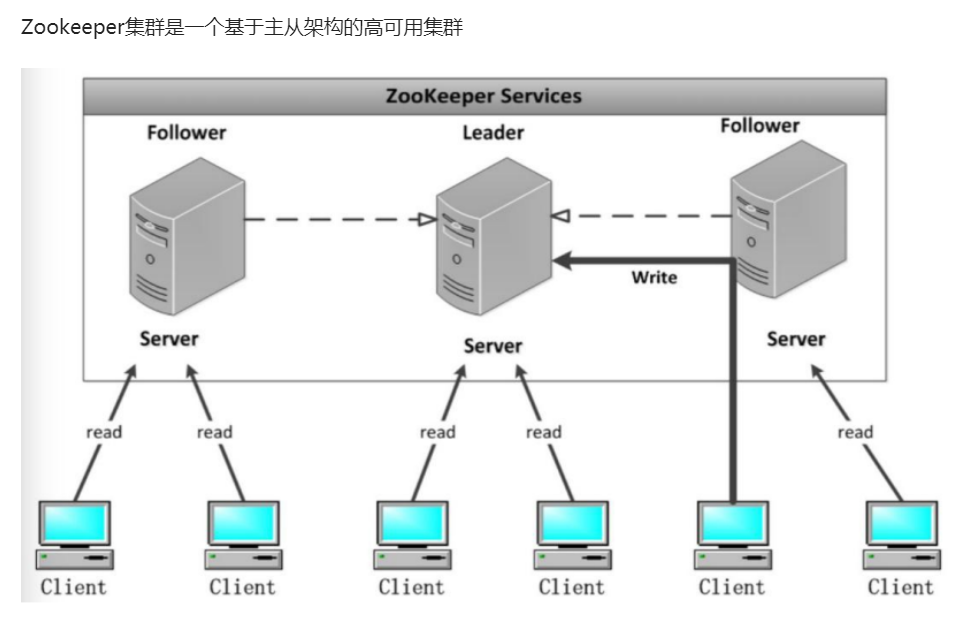 Zookeeper集群是一个基于主从架构的高可用集群
ZooKeeper Services
Follower
Leader
Follower
Write
Server
Server
Server
read
read
read
read
read
Client
Client
Client
Client
Client
Client